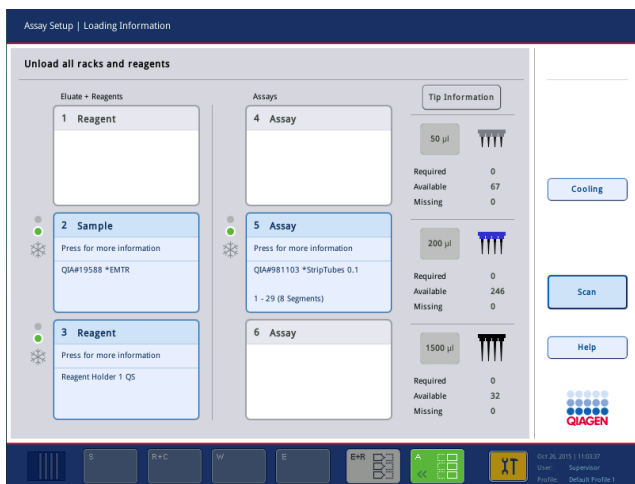 Assay Setup | Loading Information
Unload all racks and reagents
Eluate + Reagents
Assays
Tip Information
1 Reagent
4 Assay
50 µl
Required 0
Available 67
Missing 0
2 Sample
Press for more information
QIA#19588 *EMTR
5 Assay
Press for more information
QIA#981103 *StripTubes 0.1
1 - 29 (8 Segments)
200 µl
Required 0
Available 246
Missing 0
3 Reagent
Press for more information
Reagent Holder 1 QS
6 Assay
1500 µl
Required 0
Available 32
Missing 0
Cooling
Scan
Help
QIAGEN
S
R+C
W
E
E+R
A
Oct 26, 2015 | 11:03:37
User: Supervisor
Profile: Default Profile 1